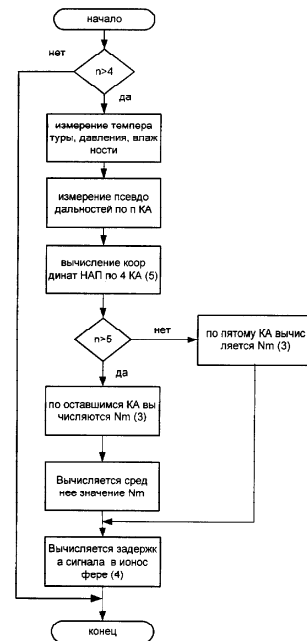 начало
нет
n>4
да
измерение темпера
туры, давления, влаж
ности
измерение псевдо
дальностей по n КА
вычисление коор
динат НАП по 4 КА (5)
n>5
нет
по пятому КА вычис
ляется Nm (3)
да
по оставшимся КА вы
числяются Nm (3)
Вычисляется сред
нее значение Nm
Вычисляется задержк
а сигнала в ионос
фере (4)
конец